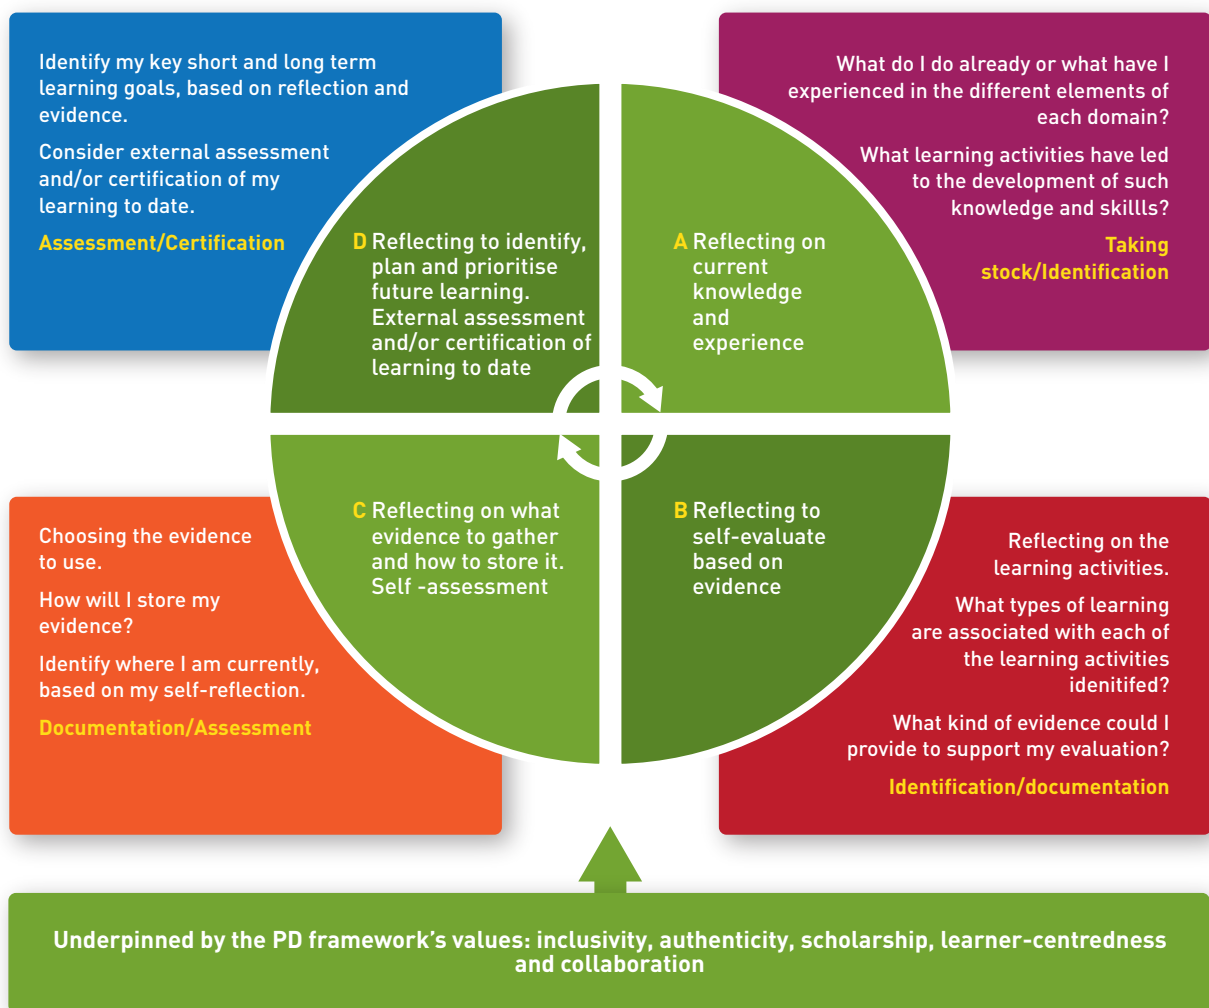 Identify my key short and long term
learning goals, based on reflection and
evidence.
Consider external assessment
and/or certification of my
learning to date.
Assessment/Certification
What do I do already or what have I
experienced in the different elements of
each domain?
What learning activities have led
to the development of such
knowledge and skillls?
Taking
stock/Identification
D Reflecting to identify,
plan and prioritise
future learning.
External assessment
and/or certification of
learning to date
A Reflecting on
current
knowledge
and
experience
C Reflecting on what
evidence to gather
and how to store it.
Self -assessment
B Reflecting to
self-evaluate
based on
evidence
Choosing the evidence
to use.
How will I store my
evidence?
Identify where I am currently,
based on my self-reflection.
Documentation/Assessment
Reflecting on the
learning activities.
What types of learning
are associated with each of
the learning activities
idenitifed?
What kind of evidence could I
provide to support my evaluation?
Identification/documentation
Underpinned by the PD framework's values: inclusivity, authenticity, scholarship, learner-centredness
and collaboration